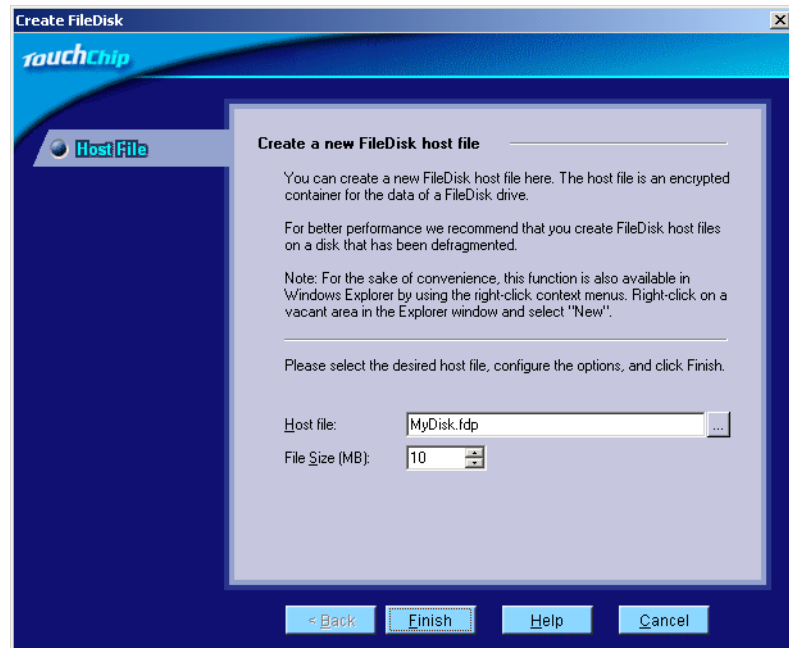 Create FileDisk
TouchChip
Host File
Create a new FileDisk host file
You can create a new FileDisk host file here. The host file is an encrypted
container for the data of a FileDisk drive.
For better performance we recommend that you create FileDisk host files
on a disk that has been defragmented.
Note: For the sake of convenience, this function is also available in
Windows Explorer by using the right-click context menus. Right-click on a
vacant area in the Explorer window and select "New".
Please select the desired host file, configure the options, and click Finish.
Host file: MyDisk.fdp ...
File Size (MB): 10
< Back Finish Help Cancel